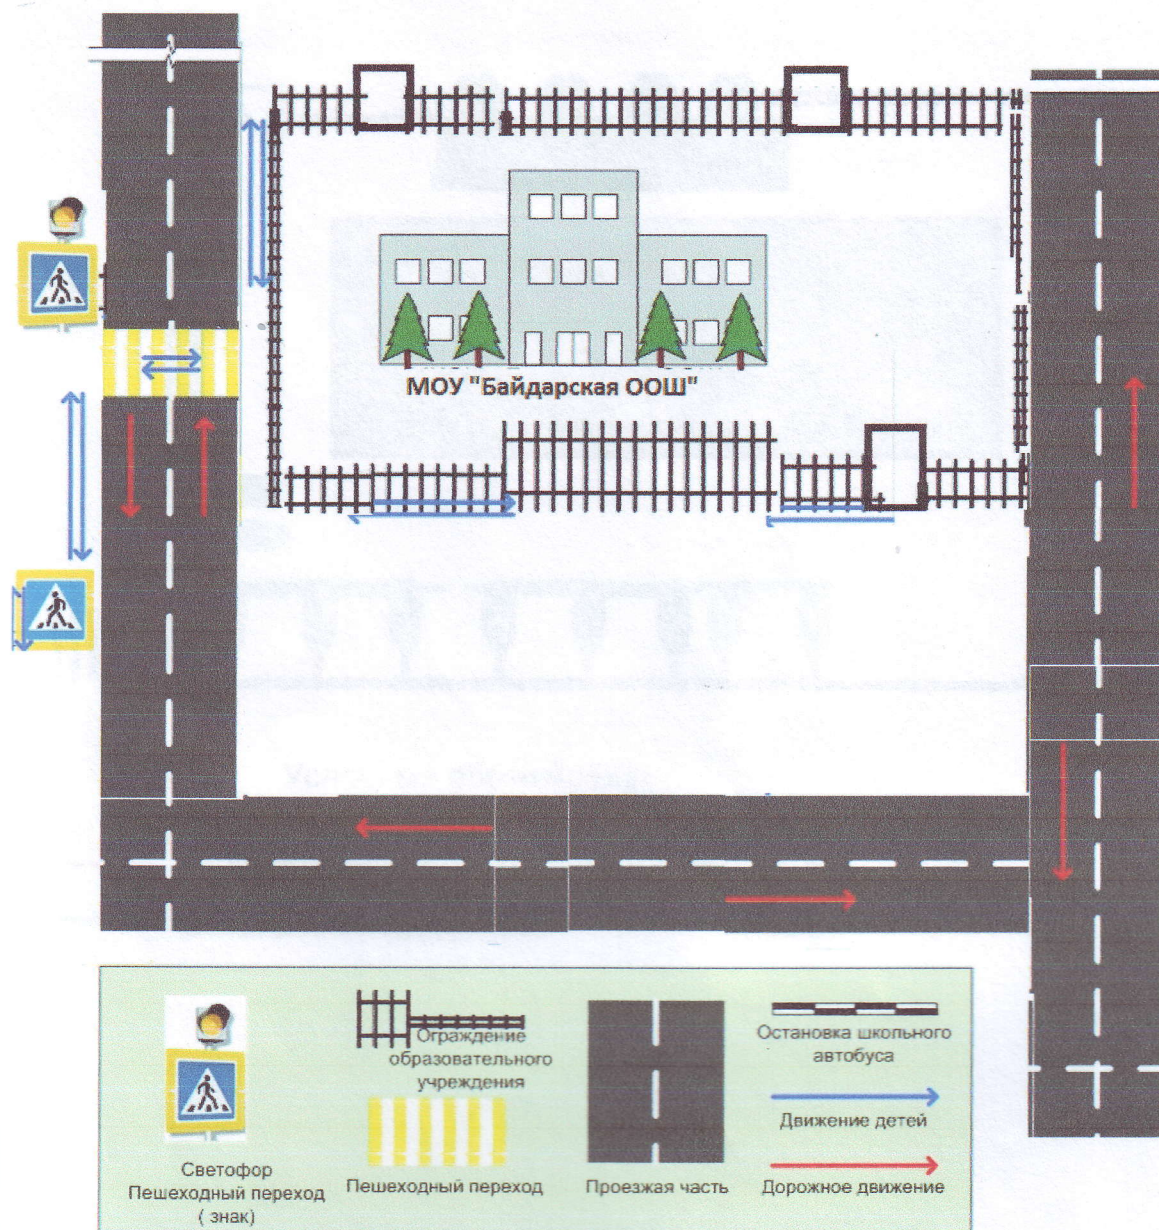 МОУ "Байдарская ООШ"
Светофор
Пешеходный переход
( знак)
Ограждение
образовательного
учреждения
Пешеходный переход
Проезжая часть
Остановка школьного
автобуса
Движение детей
Дорожное движение